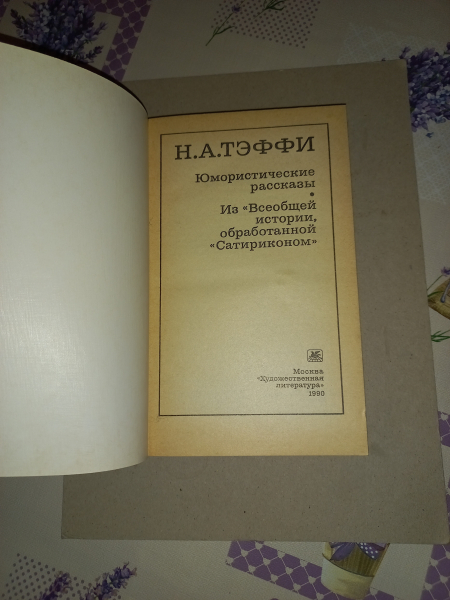 Н.А.ТЭФФИ
Юмористические
рассказы
•
Из «Всеобщей
истории,
обработанной
«Сатириконом»
Москва
«Художественная
литература»
1990